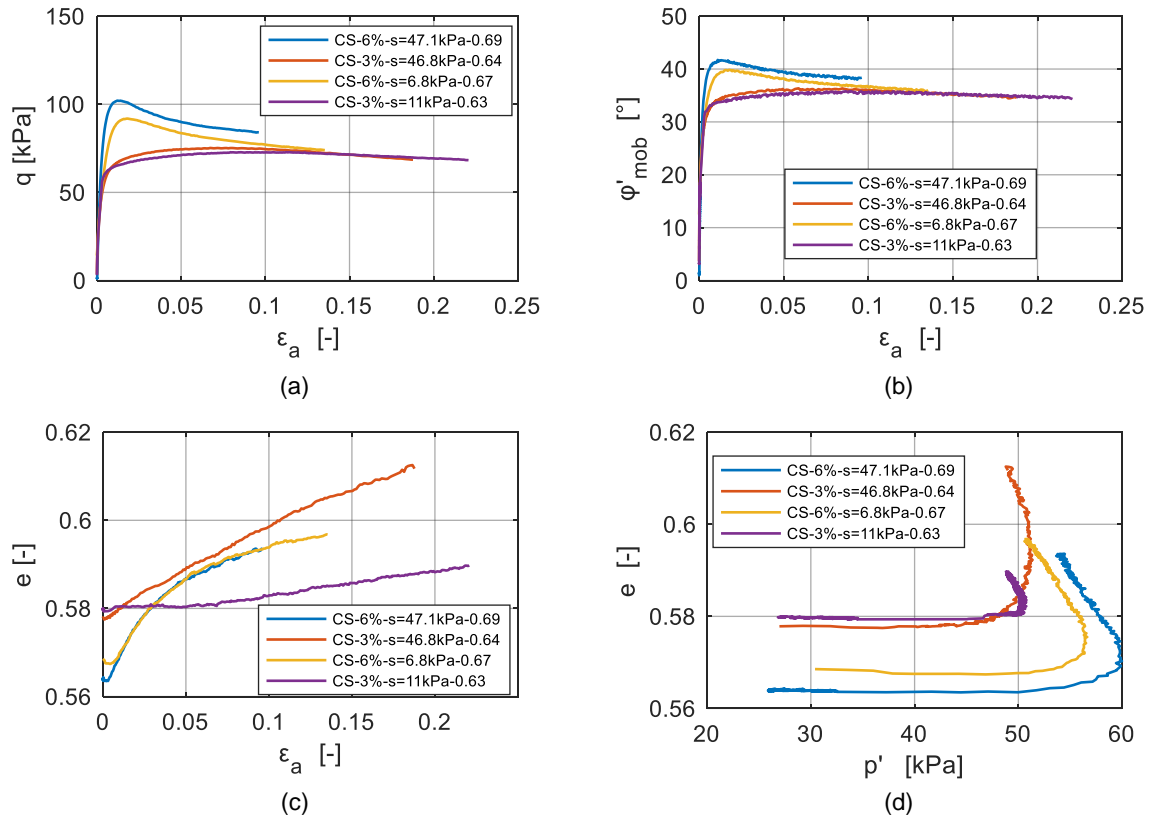 150
100
50
0
q [kPa]
CS-6%-s=47.1kPa-0.69
CS-3%-s=46.8kPa-0.64
CS-6%-s=6.8kPa-0.67
CS-3%-s=11kPa-0.63
0 0.05 0.1 0.15 0.2 0.25
εa [-]
(a)
50
40
30
20
10
0
φ'mob [°]
CS-6%-s=47.1kPa-0.69
CS-3%-s=46.8kPa-0.64
CS-6%-s=6.8kPa-0.67
CS-3%-s=11kPa-0.63
0 0.05 0.1 0.15 0.2 0.25
εa [-]
(b)
0.62
0.6
0.58
0.56
e [-]
CS-6%-s=47.1kPa-0.69
CS-3%-s=46.8kPa-0.64
CS-6%-s=6.8kPa-0.67
CS-3%-s=11kPa-0.63
0 0.05 0.1 0.15 0.2
εa [-]
(c)
0.62
0.6
0.58
0.56
e [-]
CS-6%-s=47.1kPa-0.69
CS-3%-s=46.8kPa-0.64
CS-6%-s=6.8kPa-0.67
CS-3%-s=11kPa-0.63
20 30 40 50 60
p' [kPa]
(d)